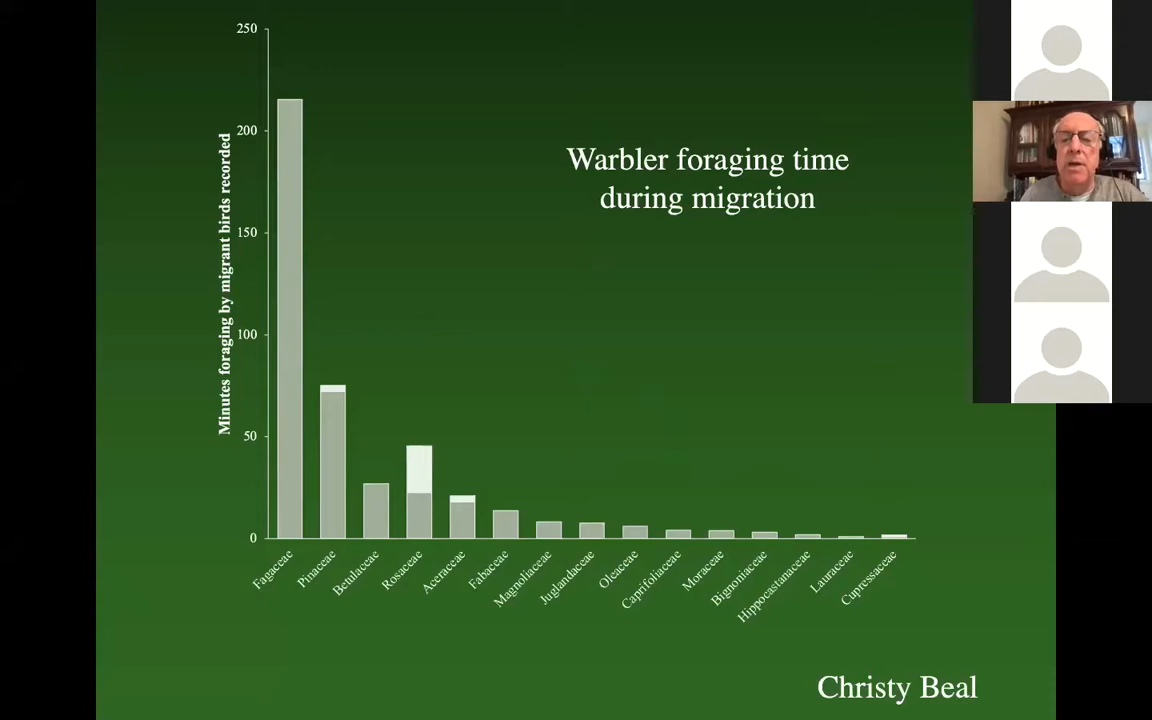 250
200
150
100
50
0
Minutes foraging by migrant birds recorded
Warbler foraging time
during migration
Fagaceae
Pinaceae
Betulaceae
Rosaceae
Aceraceae
Fabaceae
Magnoliaceae
Juglandaceae
Oleaceae
Caprifoliaceae
Moraceae
Bignoniaceae
Hippocastanaceae
Lauraceae
Cupressaceae
Christy Beal